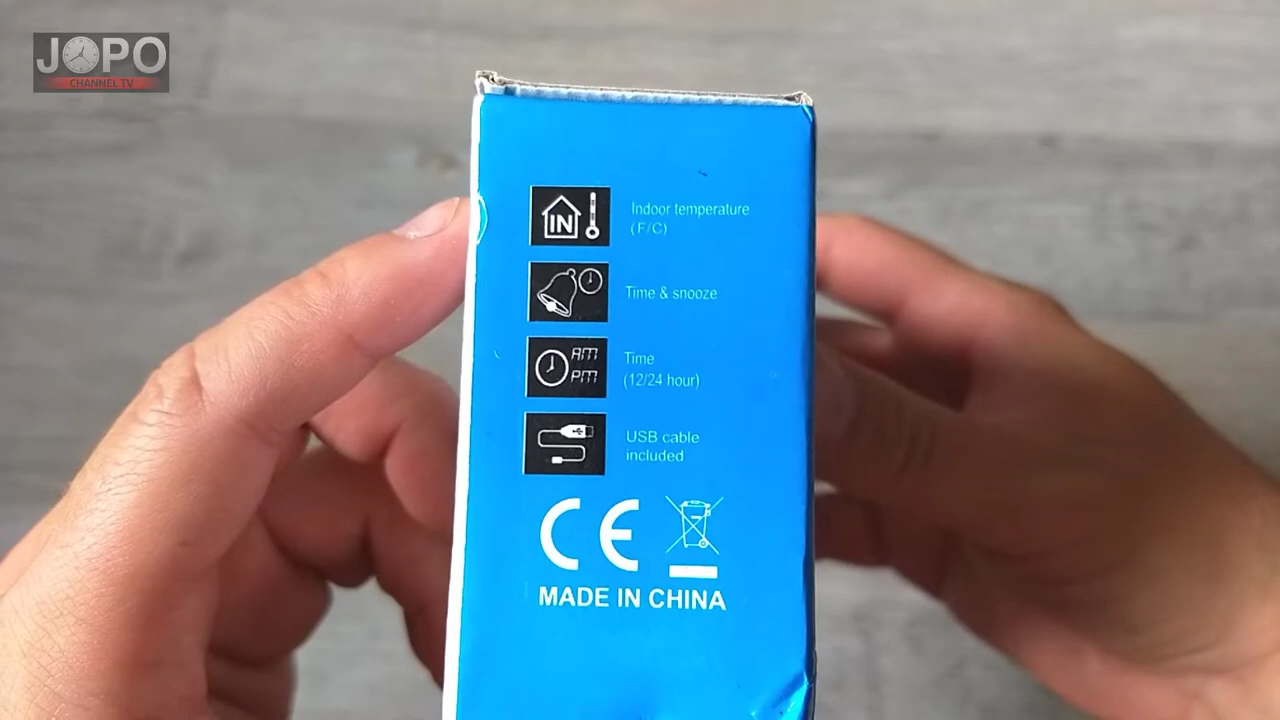 JOPO
CHANNEL TV
IN
Indoor temperature
(F/C)
Time & snooze
AM
PM
Time
(12/24 hour)
USB cable
included
CE
MADE IN CHINA